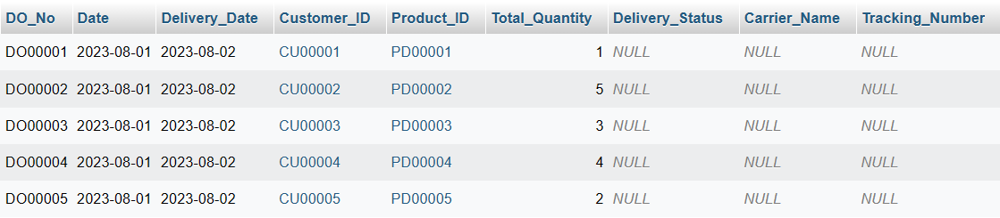 DO_No Date Delivery_Date Customer_ID Product_ID Total_Quantity Delivery_Status Carrier_Name Tracking_Number
DO00001 2023-08-01 2023-08-02 CU00001 PD00001 1 NULL NULL NULL
DO00002 2023-08-01 2023-08-02 CU00002 PD00002 5 NULL NULL NULL
DO00003 2023-08-01 2023-08-02 CU00003 PD00003 3 NULL NULL NULL
DO00004 2023-08-01 2023-08-02 CU00004 PD00004 4 NULL NULL NULL
DO00005 2023-08-01 2023-08-02 CU00005 PD00005 2 NULL NULL NULL